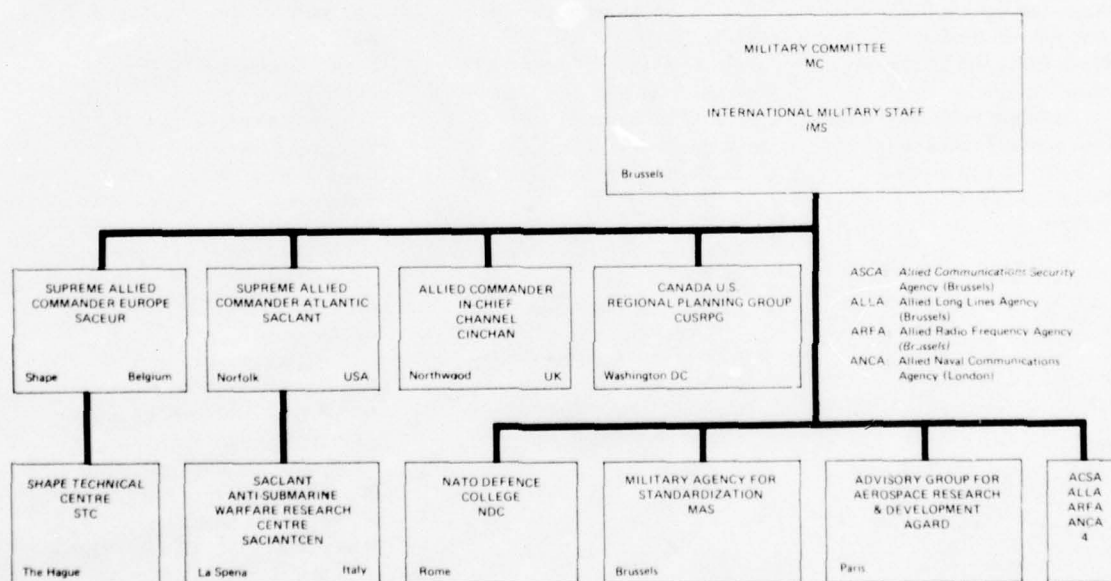 MILITARY COMMITTEE
MC
INTERNATIONAL MILITARY STAFF
IMS
Brussels
SUPREME ALLIED
COMMANDER EUROPE
SACEUR
Shape Belgium
SUPREME ALLIED
COMMANDER ATLANTIC
SACLANT
Norfolk USA
ALLIED COMMANDER
IN CHIEF
CHANNEL
CINCHAN
Northwood UK
CANADA U.S.
REGIONAL PLANNING GROUP
CUSRPG
Washington DC
ASCA Allied Communications Security
Agency (Brussels)
ALLA Allied Long Lines Agency
(Brussels)
ARFA Allied Radio Frequency Agency
(Brussels)
ANCA Allied Naval Communications
Agency (London)
SHAPE TECHNICAL
CENTRE
STC
The Hague
SACLANT
ANTI SUBMARINE
WARFARE RESEARCH
CENTRE
SACIANTCEN
La Spena Italy
NATO DEFENCE
COLLEGE
NDC
Rome
MILITARY AGENCY FOR
STANDARDIZATION
MAS
Brussels
ADVISORY GROUP FOR
AEROSPACE RESEARCH
& DEVELOPMENT
AGARD
Paris
ACSA
ALLA
ARFA
ANCA
4